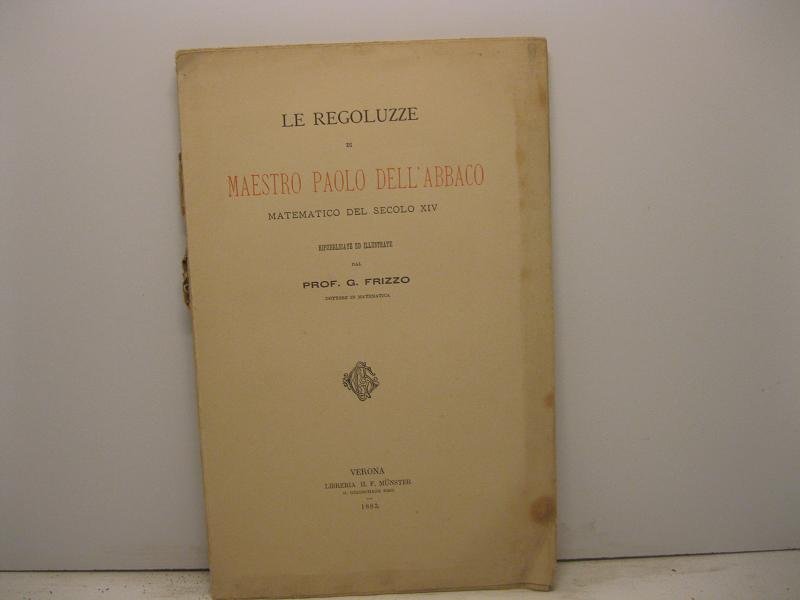 LE REGOLUZZE
DI
MAESTRO PAOLO DELL'ABBACO
MATEMATICO DEL SECOLO XIV
RIPUBBLICATE ED ILLUSTRATE
DAL
PROF. G. FRIZZO
DOTTORE IN MATEMATICA
VERONA
LIBRERIA H. F. MÜNSTER
1883